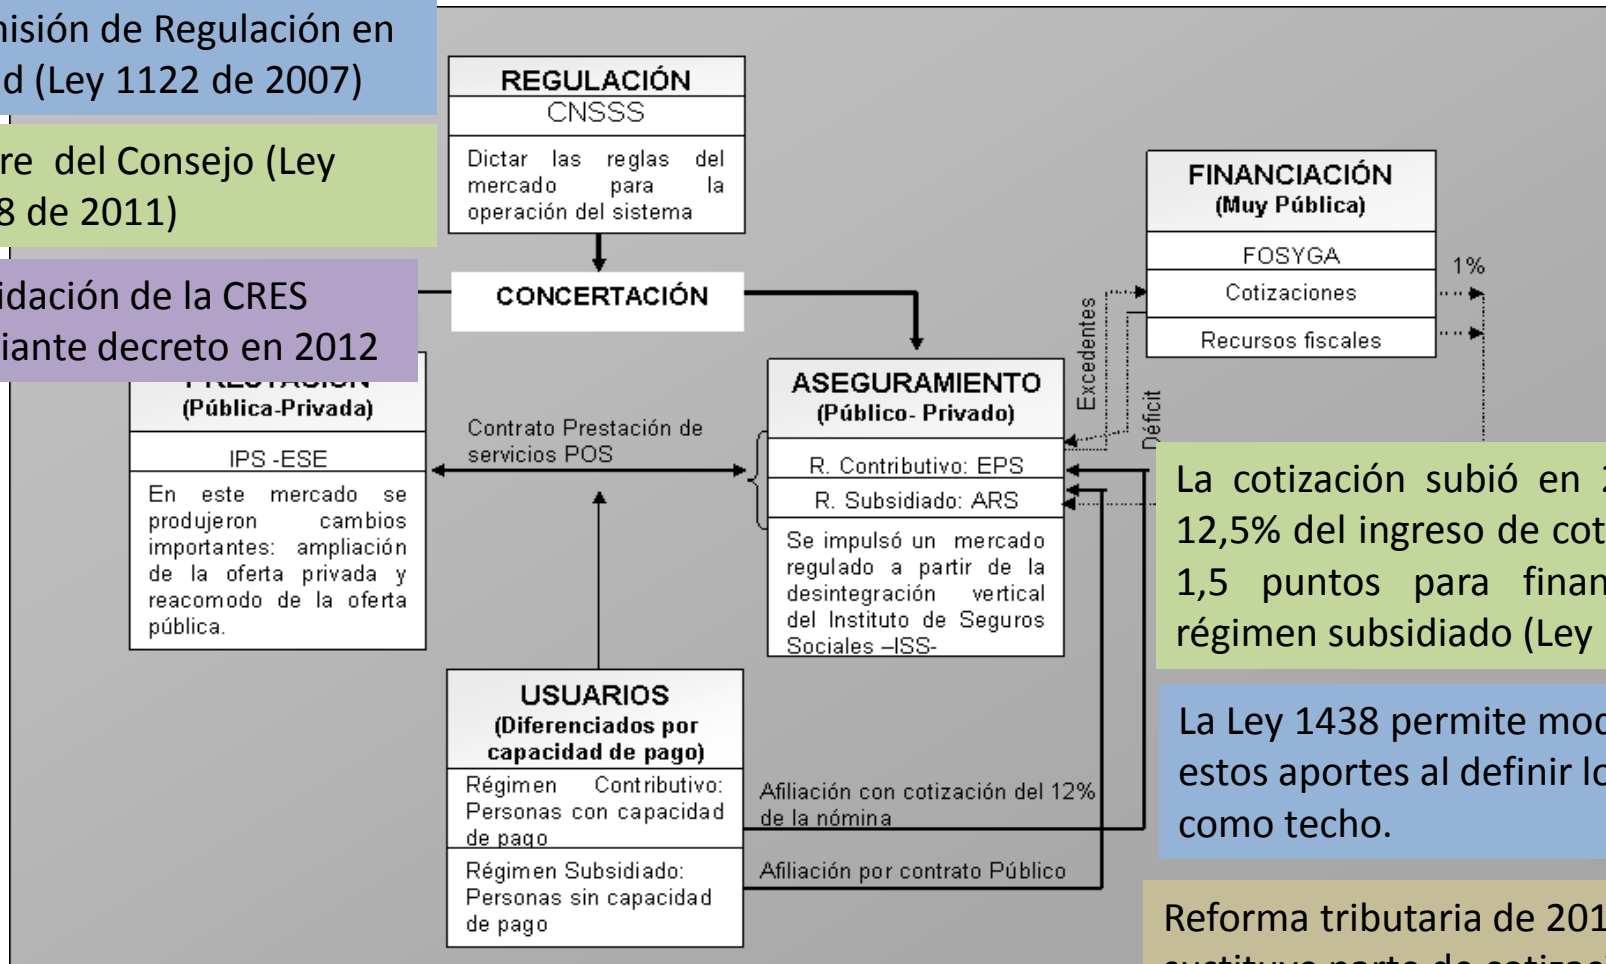 misión de Regulación en
d (Ley 1122 de 2007)
re del Consejo (Ley
8 de 2011)
idación de la CRES
iante decreto en 2012
REGULACIÓN
CNSSS
Dictar las reglas del
mercado para la
operación del sistema
CONCERTACIÓN
FINANCIACIÓN
(Muy Pública)
FOSYGA
Cotizaciones
Recursos fiscales
1%
Excedentes
Déficit
PRESTACIÓN
(Pública-Privada)
IPS -ESE
En este mercado se
produjeron cambios
importantes: ampliación
de la oferta privada y
reacomodo de la oferta
pública.
Contrato Prestación de
servicios POS
ASEGURAMIENTO
(Público- Privado)
R. Contributivo: EPS
R. Subsidiado: ARS
Se impulsó un mercado
regulado a partir de la
desintegración vertical
del Instituto de Seguros
Sociales –ISS-
USUARIOS
(Diferenciados por
capacidad de pago)
Régimen Contributivo:
Personas con capacidad
de pago
Régimen Subsidiado:
Personas sin capacidad
de pago
Afiliación con cotización del 12%
de la nómina
Afiliación por contrato Público
La cotización subió en 2
12,5% del ingreso de cot
1,5 puntos para finan
régimen subsidiado (Ley
La Ley 1438 permite mod
estos aportes al definir lo
como techo.
Reforma tributaria de 201
sustituye parte de cotizaci